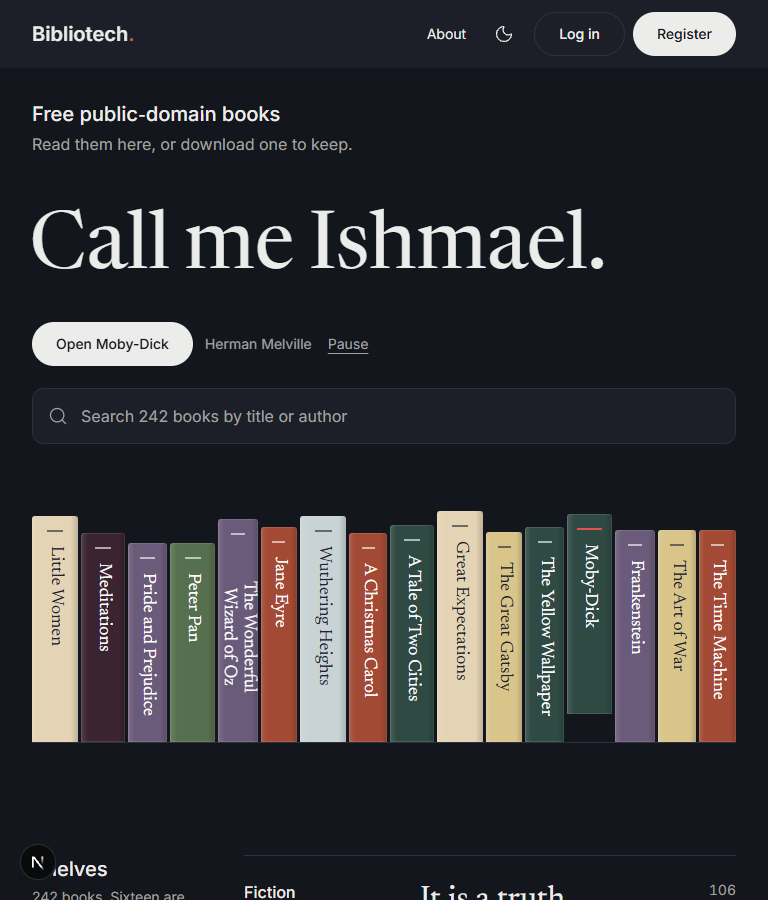 Bibliotech.
About
Log in
Register
Free public-domain books
Read them here, or download one to keep.
Call me Ishmael.
Open Moby-Dick
Herman Melville
Pause
Search 242 books by title or author
Little Women
Meditations
Pride and Prejudice
Peter Pan
The Wonderful
Wizard of Oz
Jane Eyre
Wuthering Heights
A Christmas Carol
A Tale of Two Cities
Great Expectations
The Great Gatsby
The Yellow Wallpaper
Moby-Dick
Frankenstein
The Art of War
The Time Machine
N
242 books. Sixteen are
Fiction
It is a truth
106